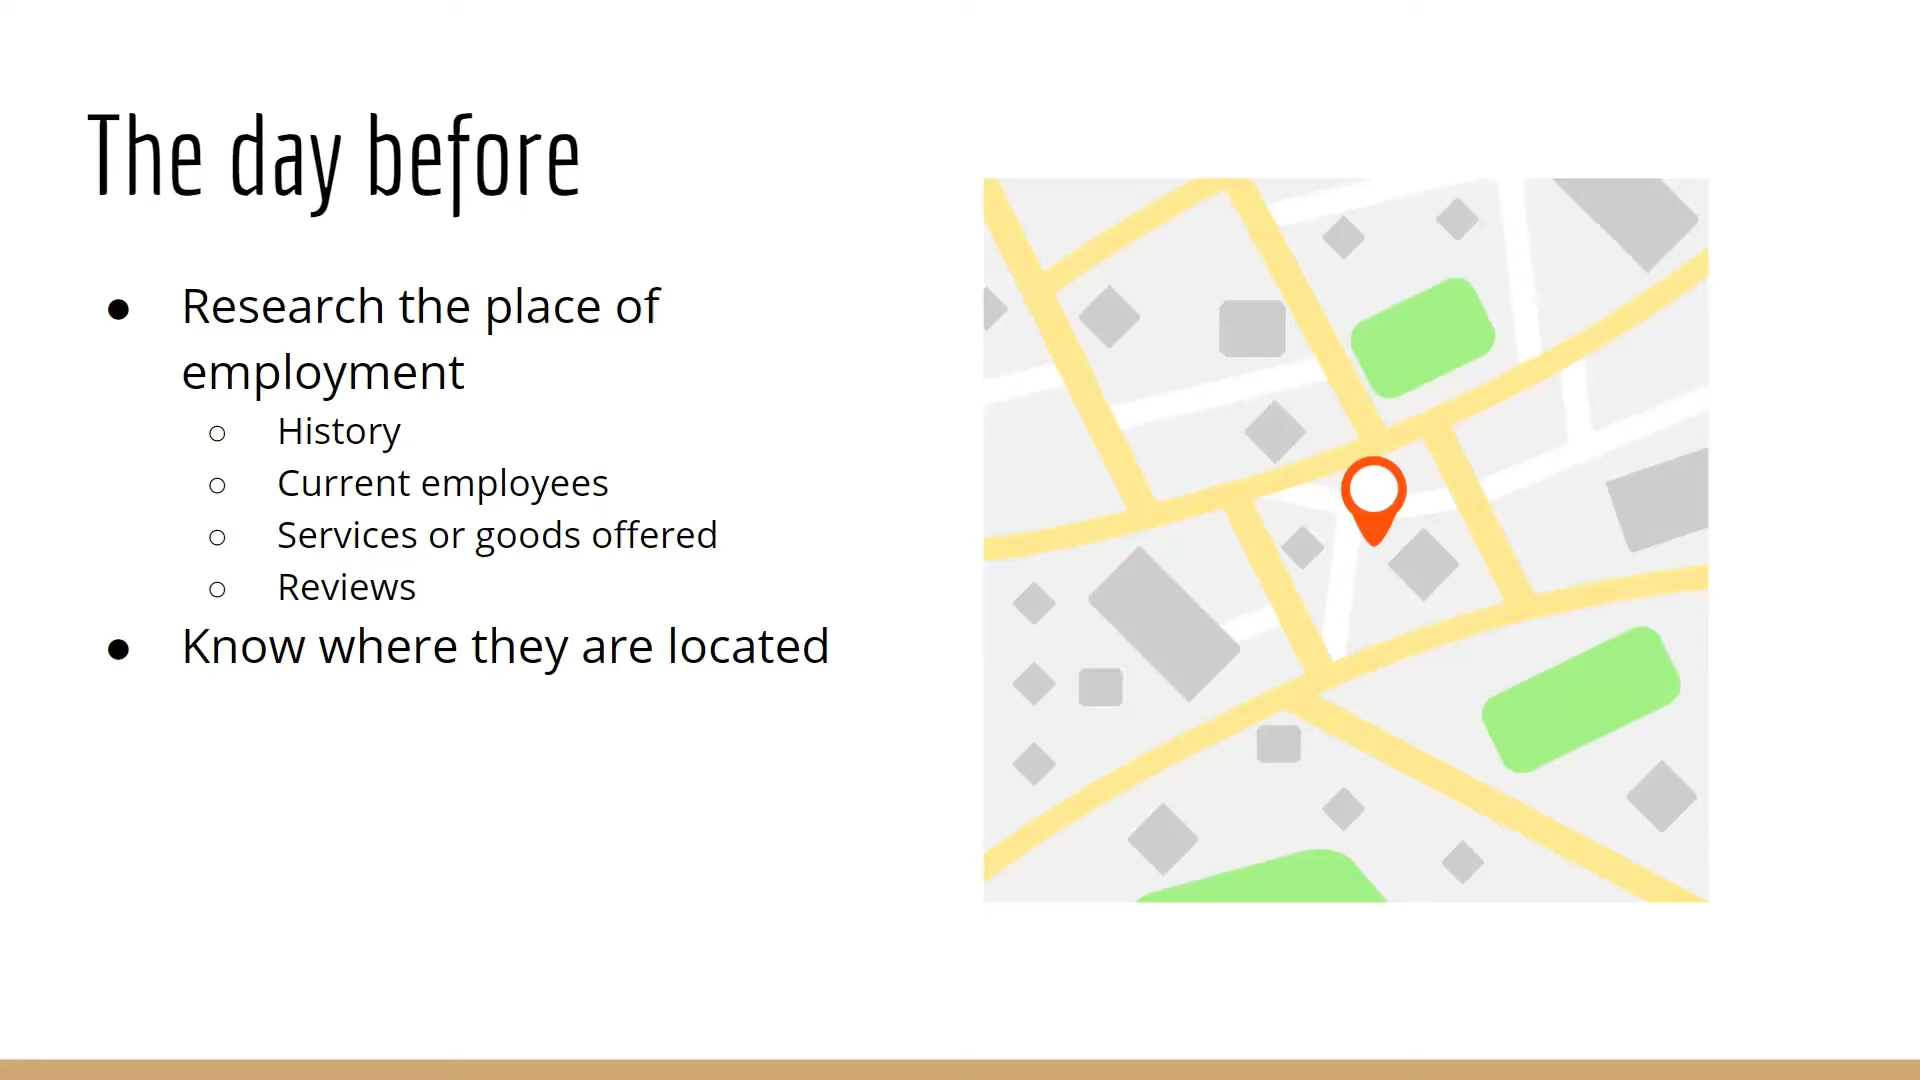 The day before
● Research the place of
employment
○ History
○ Current employees
○ Services or goods offered
○ Reviews
● Know where they are located